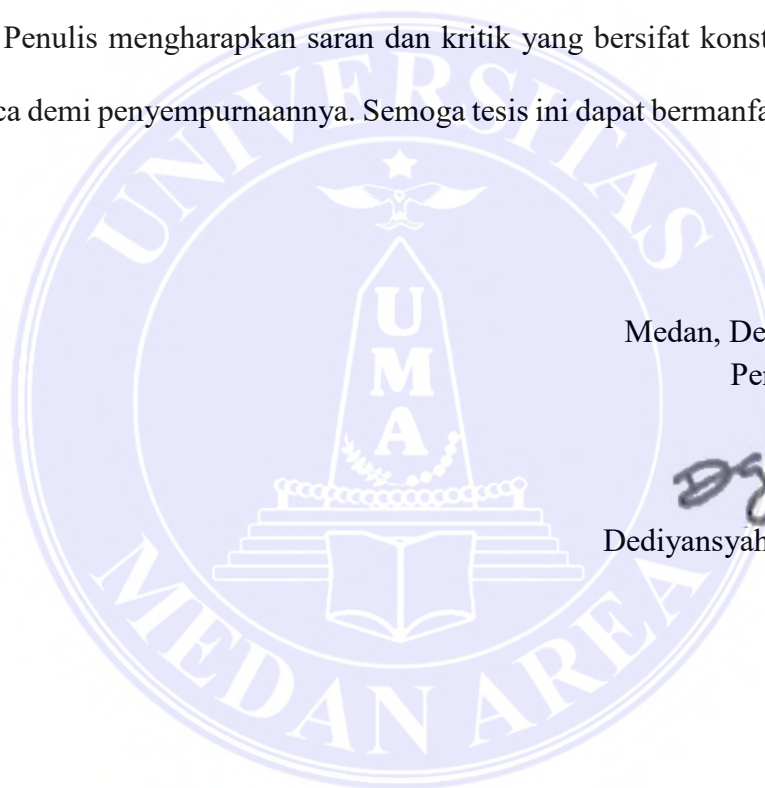 Penulis mengharapkan saran dan kritik yang bersifat konst
ca demi penyempurnaannya. Semoga tesis ini dapat bermanfa
UNIVERSITAS
UMA
Medan, De
Pe
Dediyansyah
MEDAN AREA